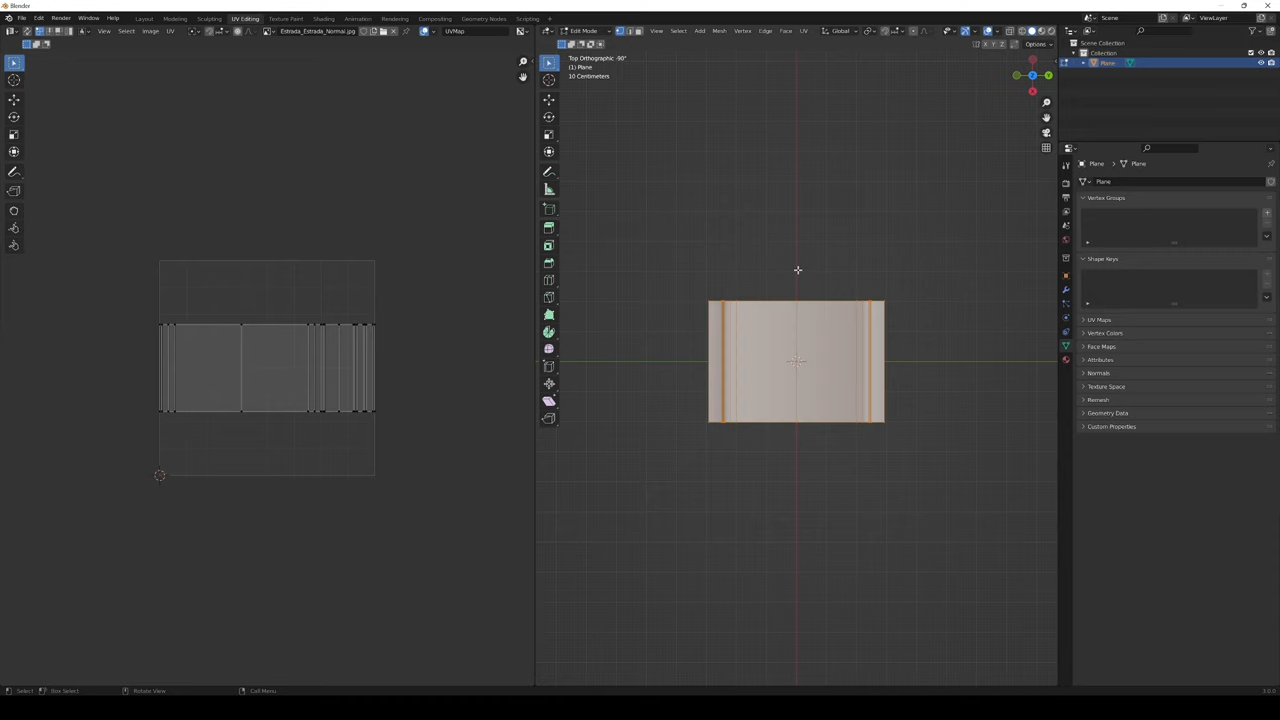 Blender
File Edit Render Window Help Layout Modeling Sculpting UV Editing Texture Paint Shading Animation Rendering Compositing Geometry Nodes Scripting + Scene ViewLayer
View Select Image UV Estrada_Estrada_Normal.jpg UVMap
Edit Mode View Select Add Mesh Vertex Edge Face UV Global
X Y Z Options
Top Orthographic -90°
(1) Plane
10 Centimeters
Z Y X
Scene Collection
Collection
Plane
Plane > Plane
Plane
Vertex Groups
Shape Keys
UV Maps
Vertex Colors
Face Maps
Attributes
Normals
Texture Space
Remesh
Geometry Data
Custom Properties
Select Box Select Rotate View Call Menu 3.0.0